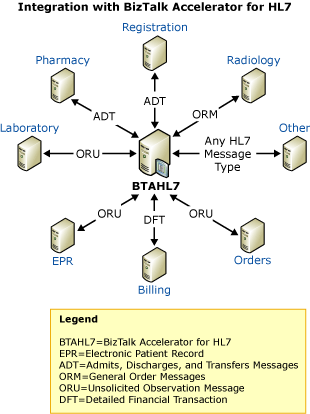 Integration with BizTalk Accelerator for HL7
Registration
Pharmacy
Radiology
ADT
ADT
ORM
Laboratory
Other
ORU
Any HL7
Message
Type
BTAHL7
ORU
DFT
ORU
EPR
Orders
Billing
Legend
BTAHL7=BizTalk Accelerator for HL7
EPR=Electronic Patient Record
ADT=Admits, Discharges, and Transfers Messages
ORM=General Order Messages
ORU=Unsolicited Observation Message
DFT=Detailed Financial Transaction